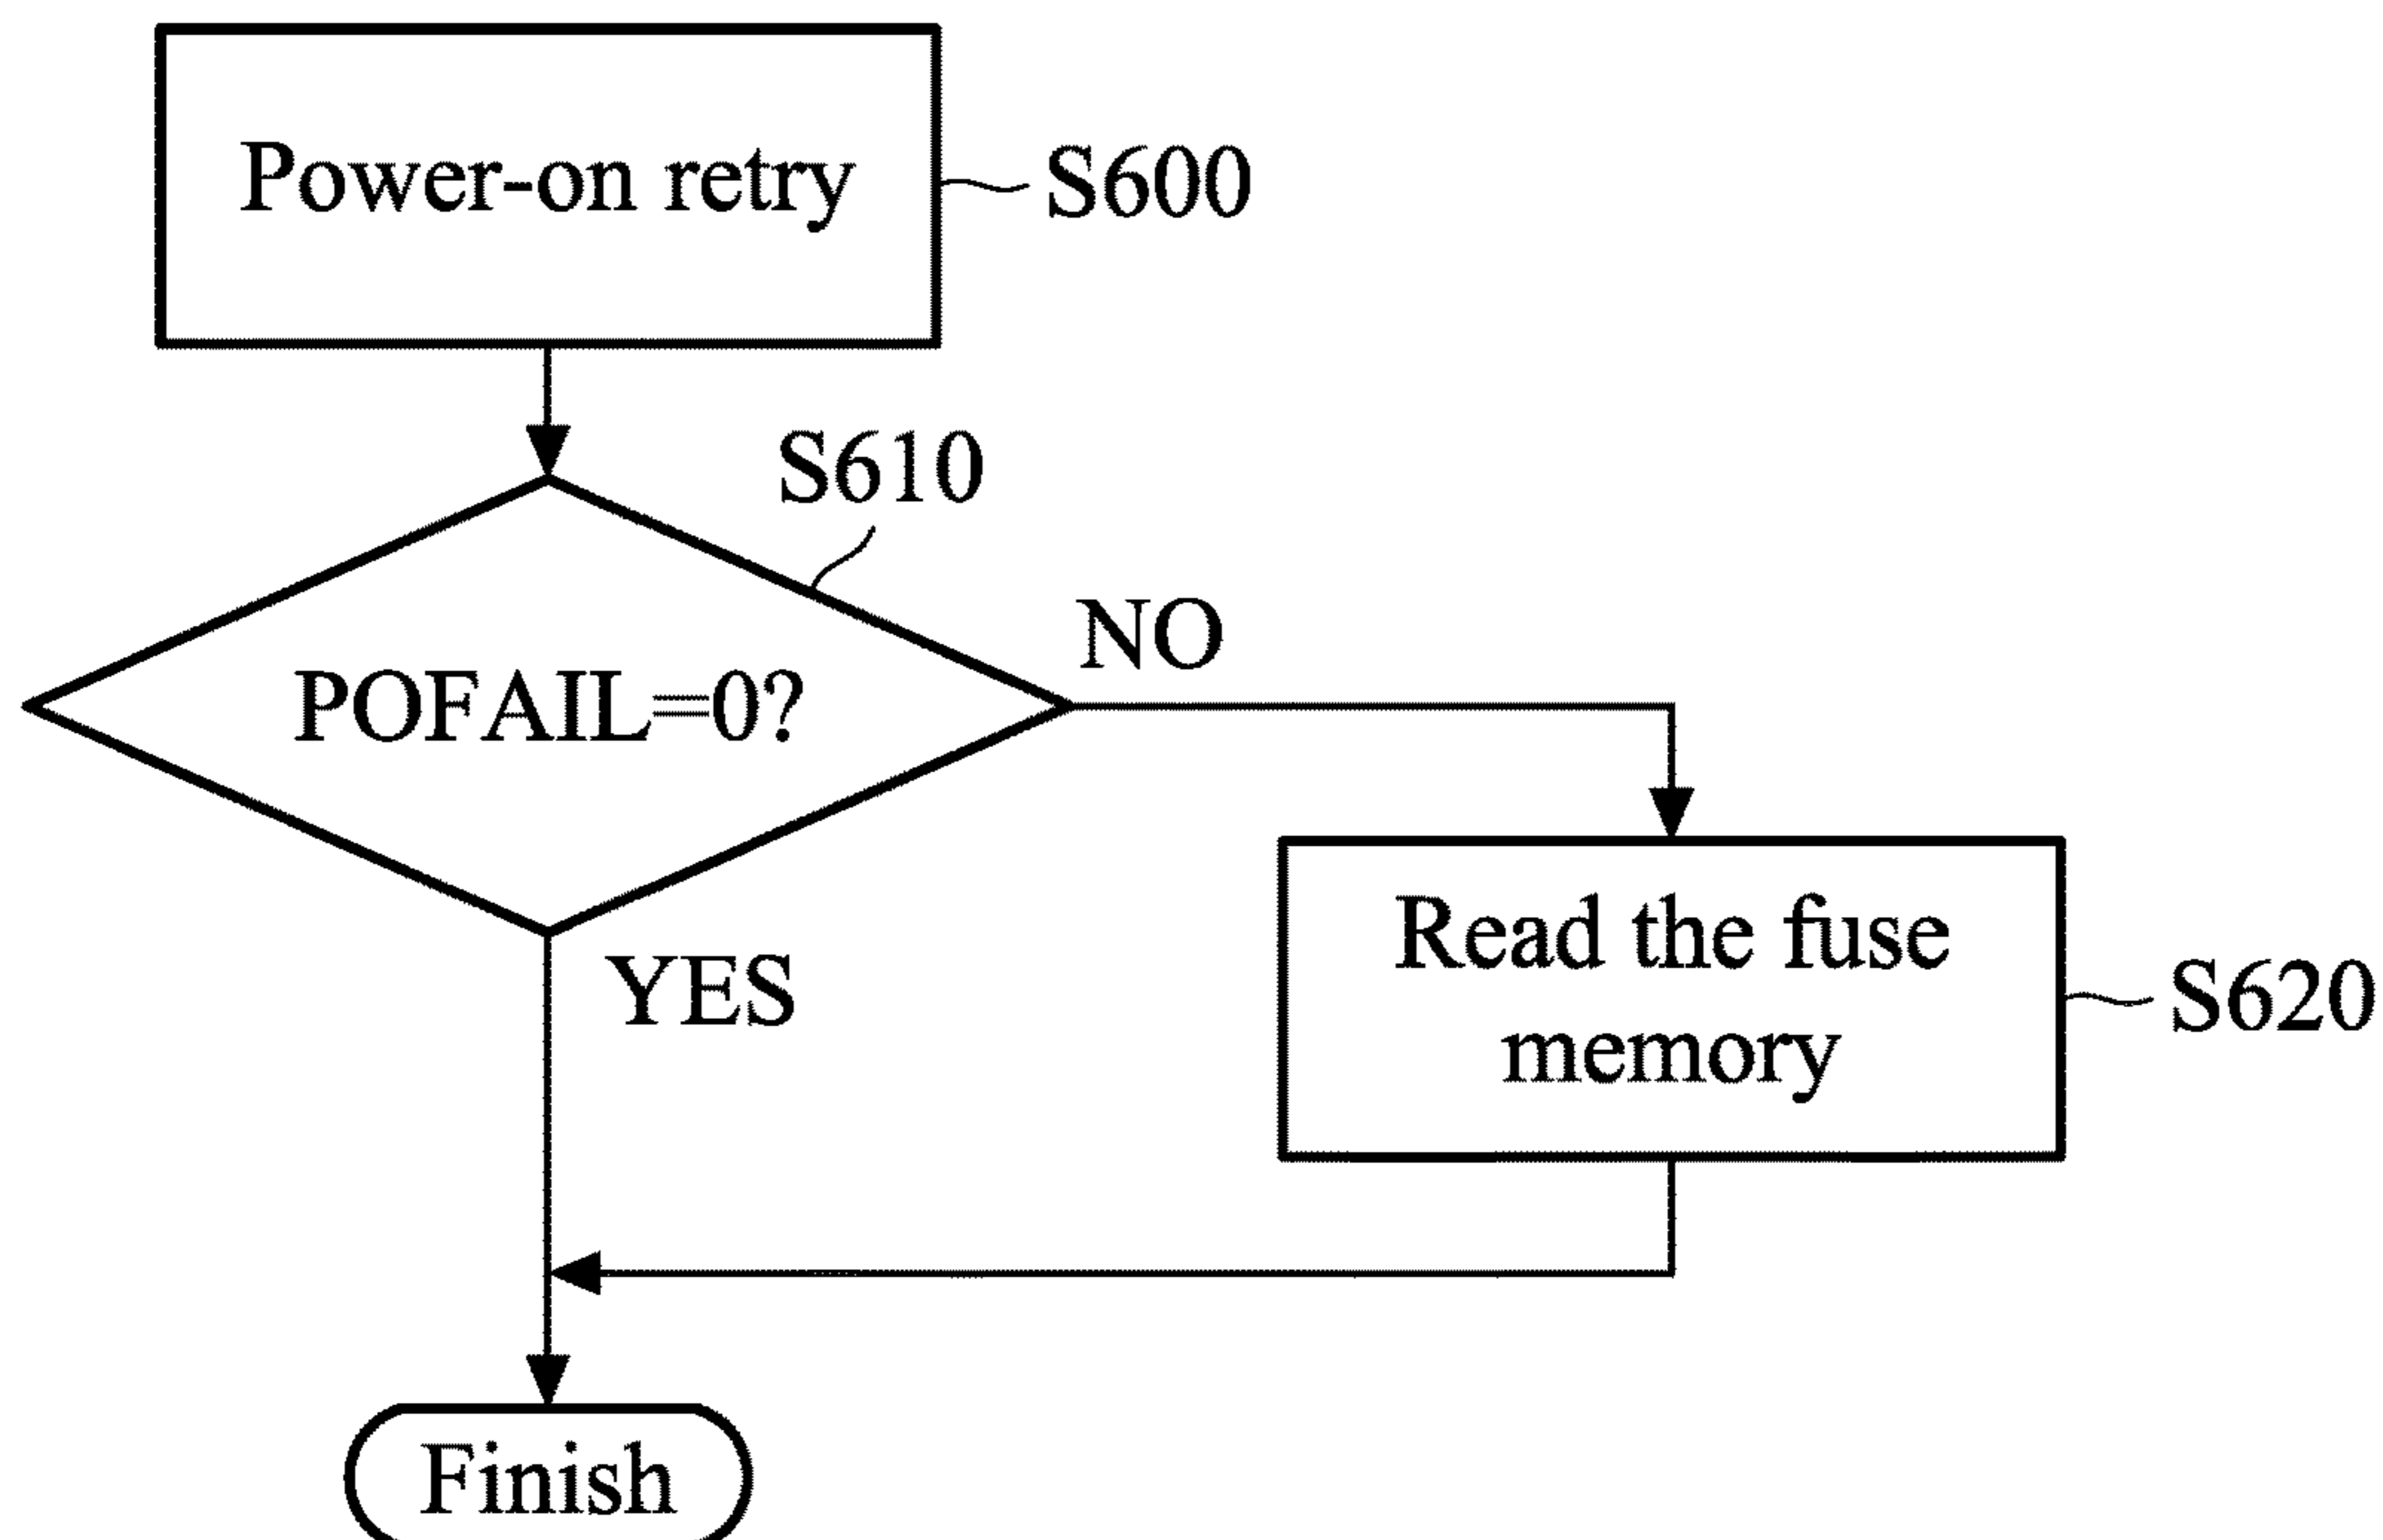 Power-on retry
S600
S610
POFAIL=0?
NO
YES
Read the fuse
memory
S620
Finish